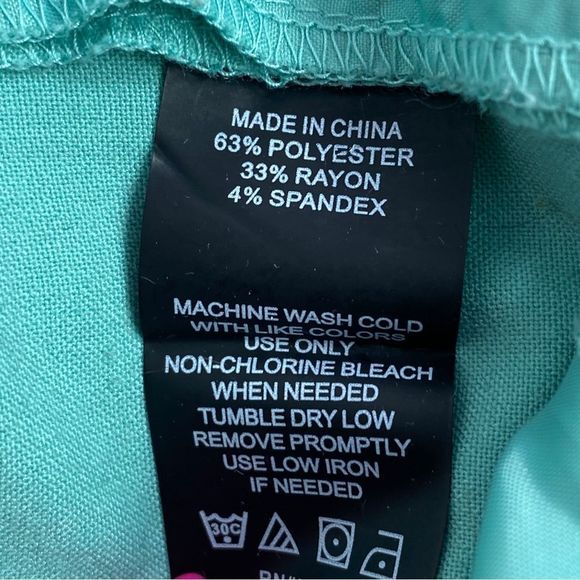 MADE IN CHINA
63% POLYESTER
33% RAYON
4% SPANDEX
MACHINE WASH COLD
WITH LIKE COLORS
USE ONLY
NON-CHLORINE BLEACH
WHEN NEEDED
TUMBLE DRY LOW
REMOVE PROMPTLY
USE LOW IRON
IF NEEDED
30C